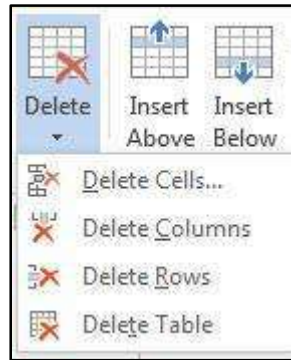 Delete Insert Insert
Above Below
Delete Cells...
Delete Columns
Delete Rows
Delete Table